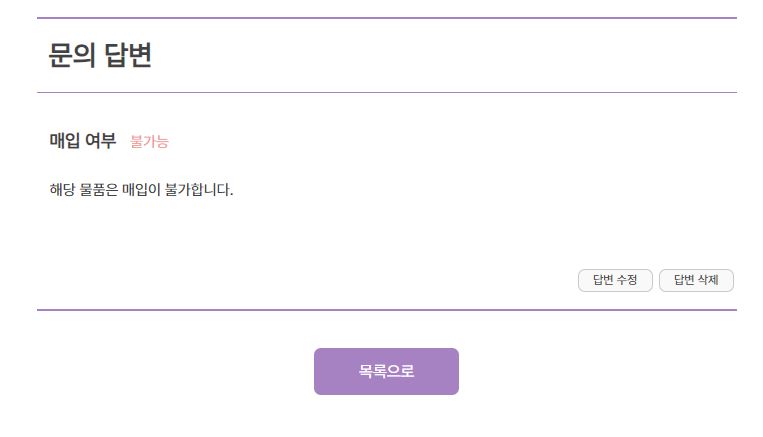 문의 답변
매입 여부 불가능
해당 물품은 매입이 불가합니다.
답변 수정 답변 삭제
목록으로